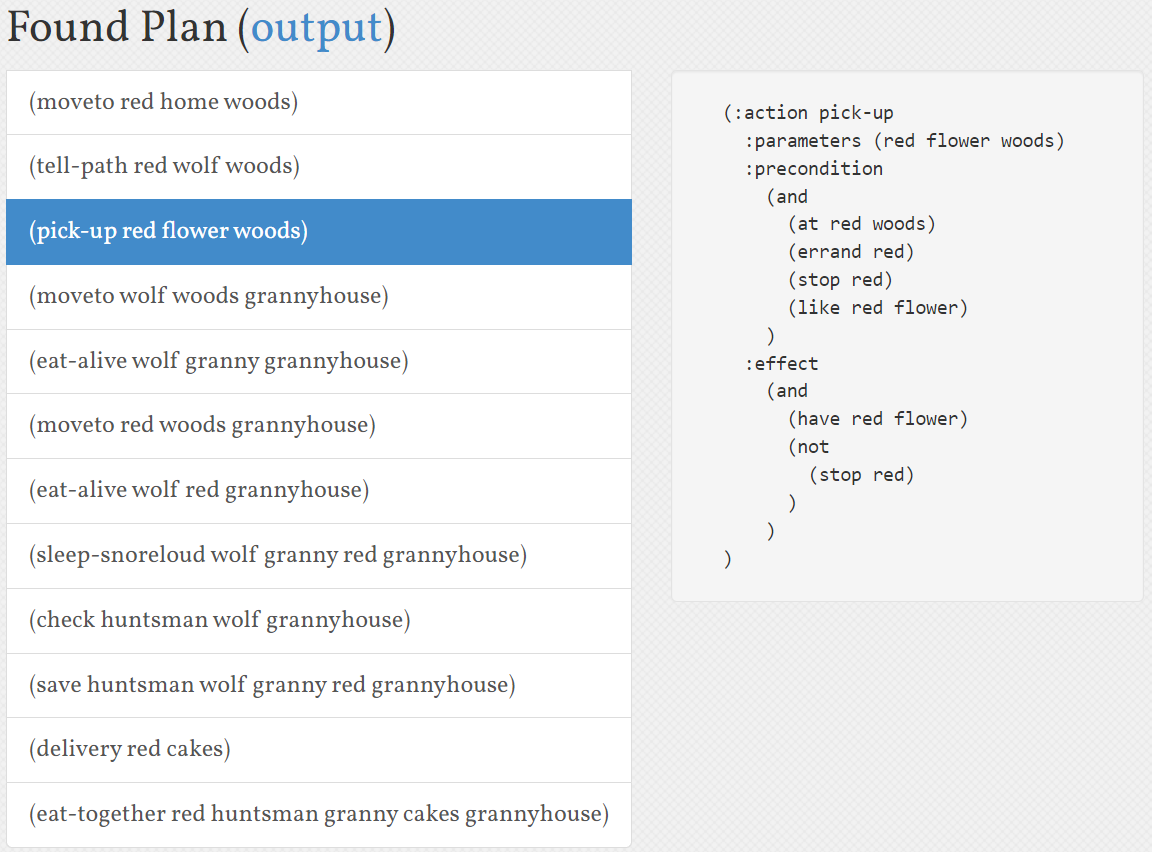 Found Plan (output)
(moveto red home woods)
(tell-path red wolf woods)
(pick-up red flower woods)
(moveto wolf woods grannyhouse)
(eat-alive wolf granny grannyhouse)
(moveto red woods grannyhouse)
(eat-alive wolf red grannyhouse)
(sleep-snoreloud wolf granny red grannyhouse)
(check huntsman wolf grannyhouse)
(save huntsman wolf granny red grannyhouse)
(delivery red cakes)
(eat-together red huntsman granny cakes grannyhouse)
(:action pick-up
  :parameters (red flower woods)
  :precondition
    (and
      (at red woods)
      (errand red)
      (stop red)
      (like red flower)
    )
  :effect
    (and
      (have red flower)
      (not
        (stop red)
      )
    )
)